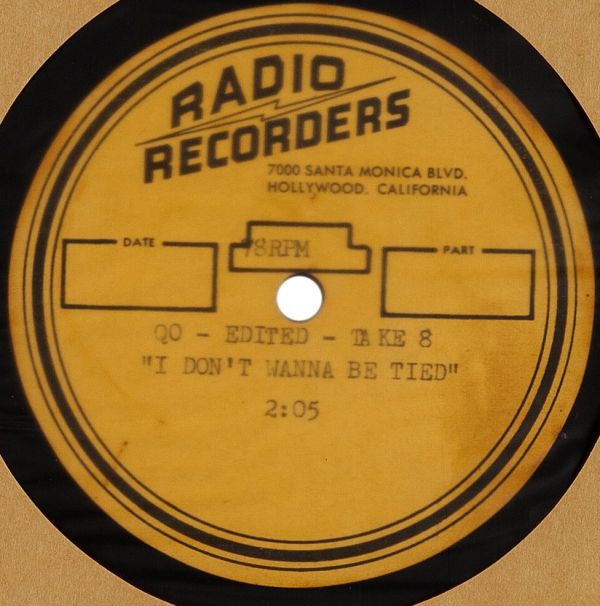 RADIO
RECORDERS
7000 SANTA MONICA BLVD.
HOLLYWOOD, CALIFORNIA
DATE
78RPM
PART
QO - EDITED - TAKE 8
"I DON'T WANNA BE TIED"
2:05